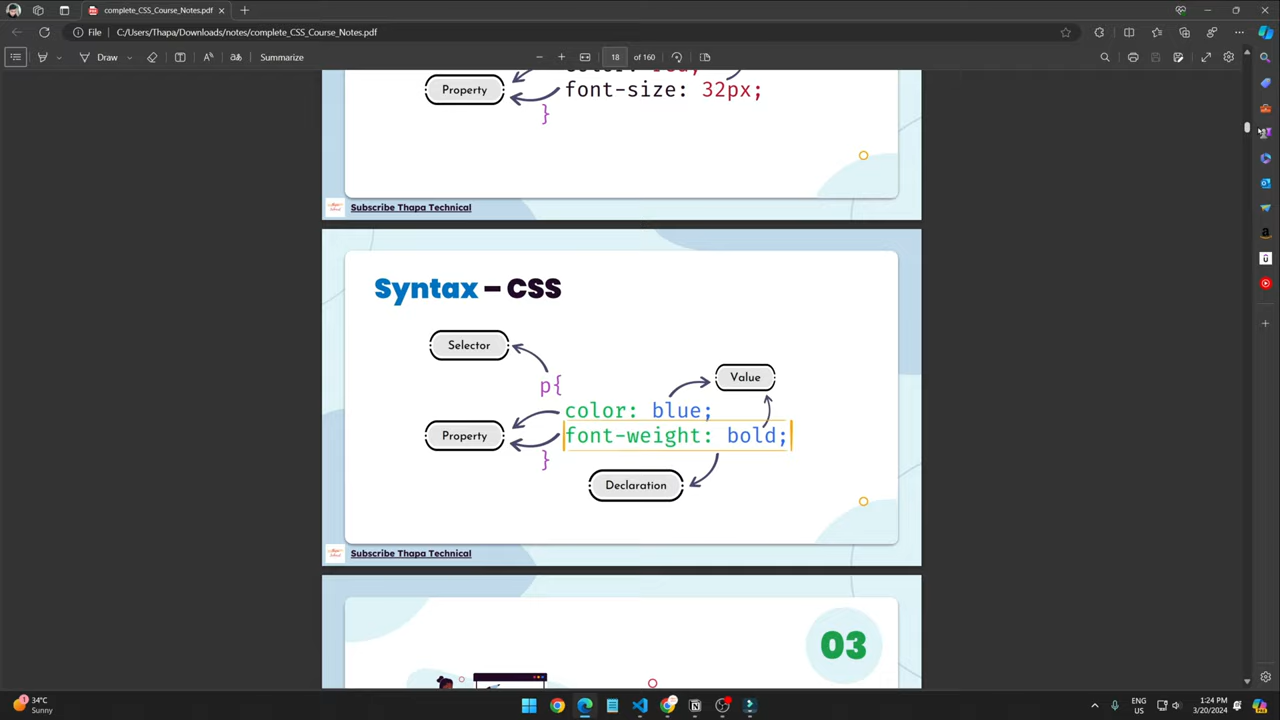 complete_CSS_Course_Notes.pdf
File C:/Users/Thapa/Downloads/notes/complete_CSS_Course_Notes.pdf
Draw Summarize 18 of 160
Property
font-size: 32px;
}
Subscribe Thapa Technical
Syntax – CSS
Selector
p{
Value
color: blue;
Property
font-weight: bold;
}
Declaration
Subscribe Thapa Technical
03
34°C
Sunny
ENG
US
1:24 PM
3/20/2024